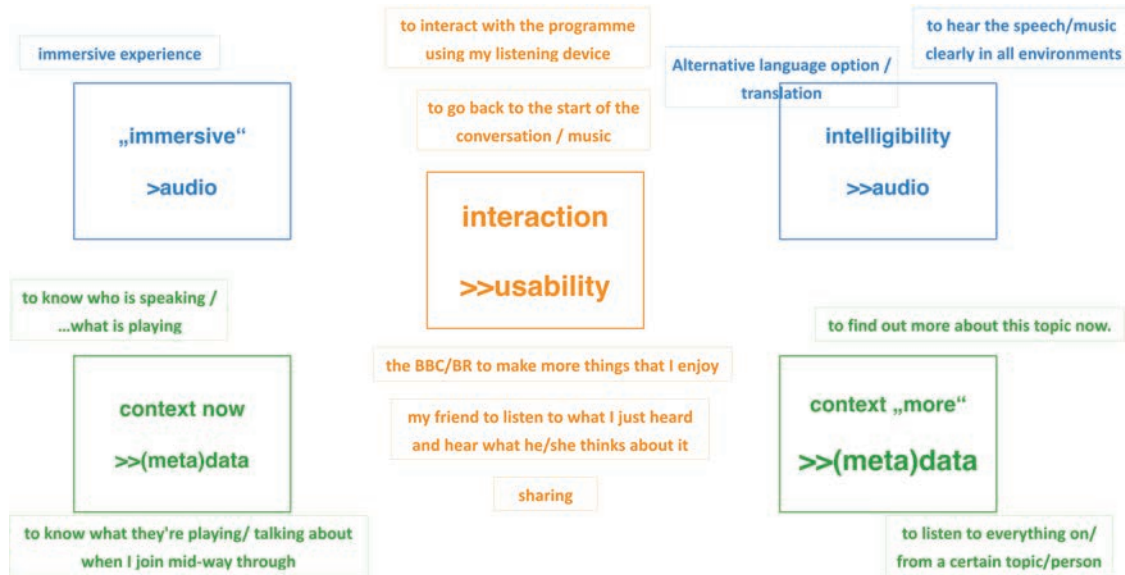 immersive experience
„immersive“
>audio
to interact with the programme
using my listening device
to go back to the start of the
conversation / music
interaction
>>usability
the BBC/BR to make more things that I enjoy
my friend to listen to what I just heard
and hear what he/she thinks about it
sharing
to hear the speech/music
clearly in all environments
Alternative language option /
translation
intelligibility
>>audio
to know who is speaking /
...what is playing
context now
>>(meta)data
to know what they're playing/ talking about
when I join mid-way through
to find out more about this topic now.
context „more“
>>(meta)data
to listen to everything on/
from a certain topic/person